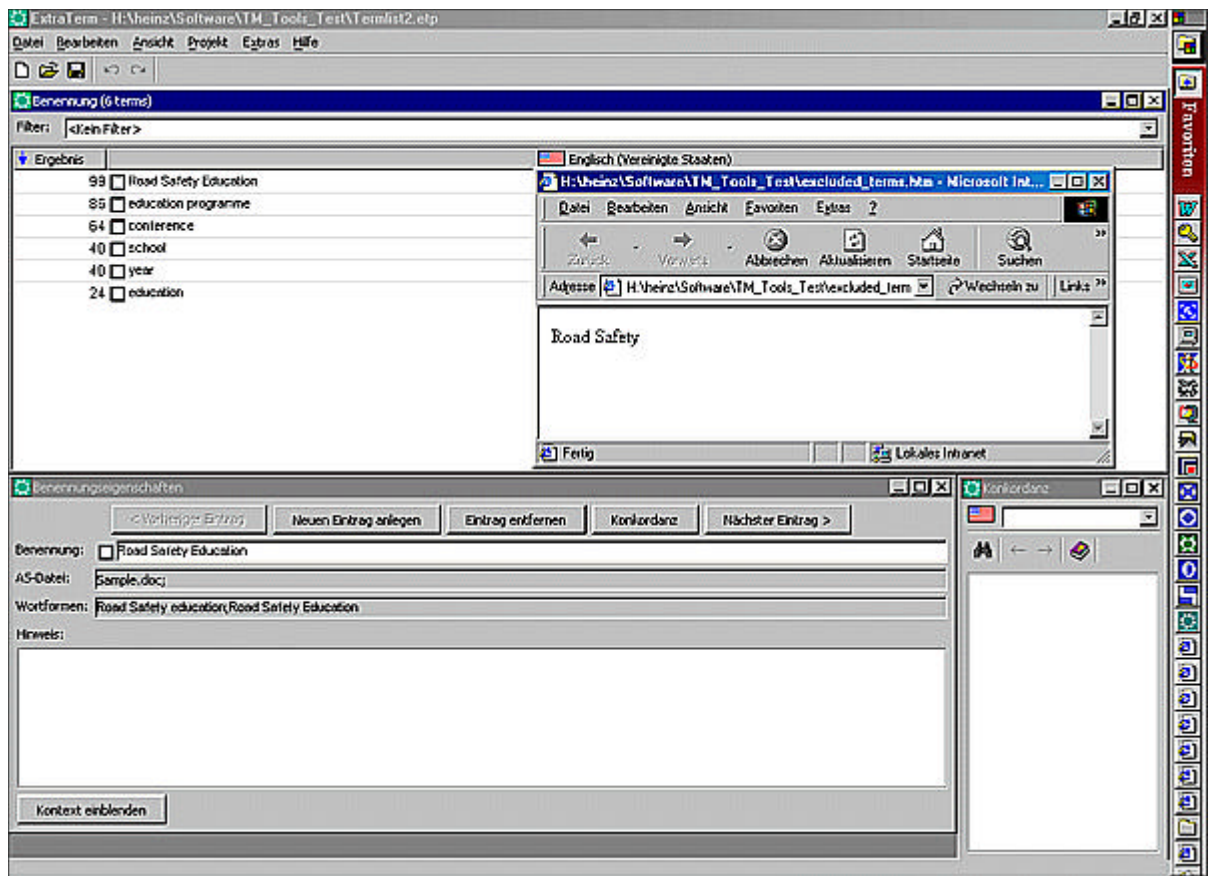 ExtraTerm - H:\heinz\Software\TM_Tools_Test\Termlist2.etp
Datei Bearbeiten Ansicht Projekt Extras Hilfe
Benennung (6 terms)
Filter: <Kein Filter>
Ergebnis
Englisch (Vereinigte Staaten)
99 Road Safety Education
85 education programme
64 conference
40 school
40 year
24 education
H:\heinz\Software\TM_Tools_Test\excluded_terms.htm - Microsoft Int...
Datei Bearbeiten Ansicht Favoriten Extras ?
Zurück Vorwärts Abbrechen Aktualisieren Startseite Suchen »
Adresse H:\heinz\Software\TM_Tools_Test\excluded_term Wechseln zu Links »
Road Safety
Fertig Lokales Intranet
Favoriten
Benennungseigenschaften
< Vorheriger Eintrag Neuen Eintrag anlegen Eintrag entfernen Konkordanz Nächster Eintrag >
Benennung: Road Safety Education
AS-Datei: Sample.doc;
Wortformen: Road Safety education;Road Safety Education
Hinweis:
Kontext einblenden
Konkordanz